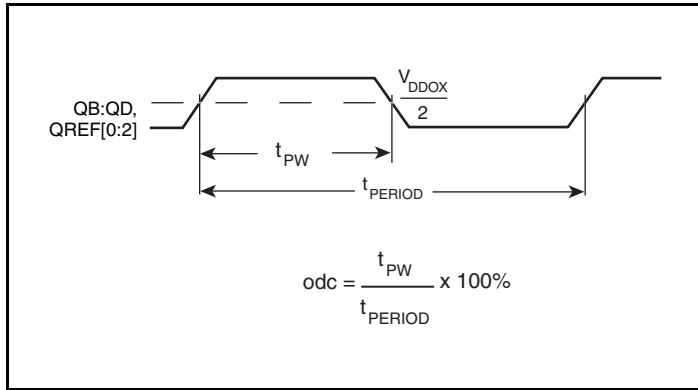 V_DDOX
QB:QD,
2
QREF[0:2]
t_PW
t_PERIOD
odc = t_PW / t_PERIOD x 100%